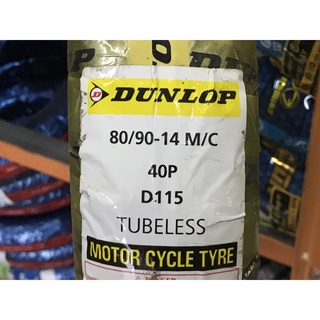 DUNLOP
80/90-14 M/C
40P
D115
TUBELESS
MOTOR CYCLE TYRE